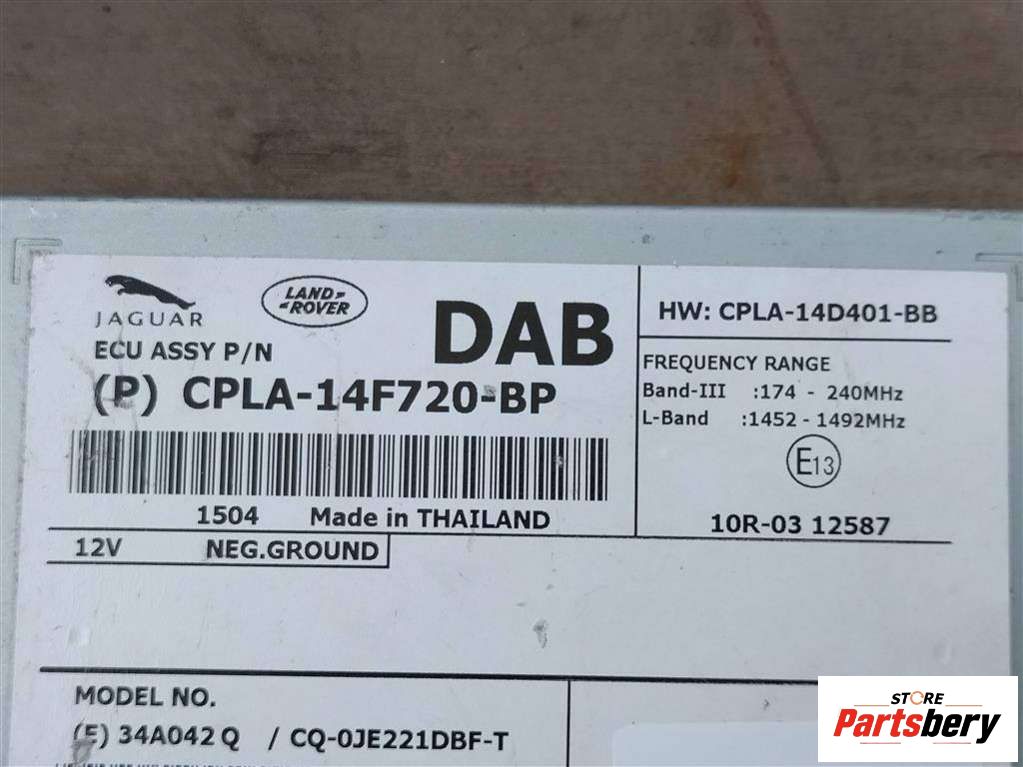 JAGUAR
LAND
ROVER
DAB
ECU ASSY P/N
(P) CPLA-14F720-BP
1504 Made in THAILAND
12V NEG.GROUND
HW: CPLA-14D401-BB
FREQUENCY RANGE
Band-III :174 - 240MHz
L-Band :1452 - 1492MHz
E13
10R-03 12587
MODEL NO.
(E) 34A042 Q / CQ-0JE221DBF-T
STORE
Partsbery